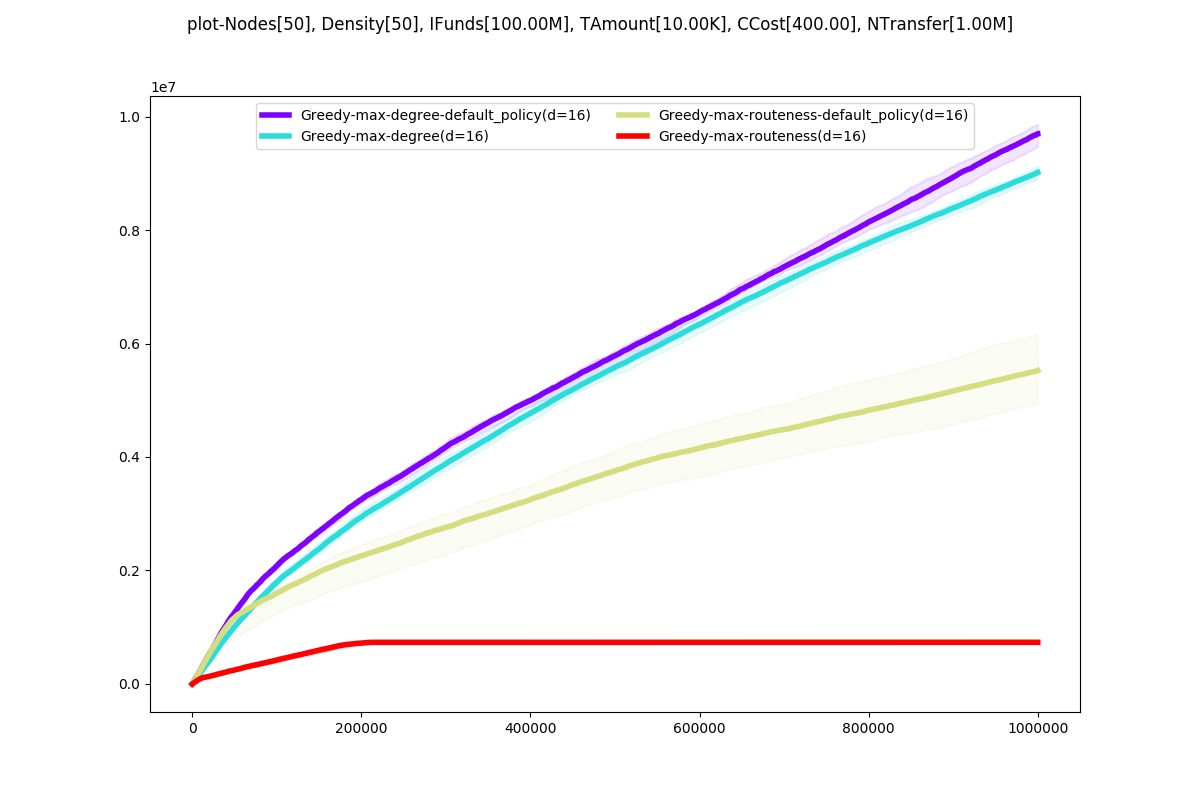 plot-Nodes[50], Density[50], IFunds[100.00M], TAmount[10.00K], CCost[400.00], NTransfer[1.00M]
1e7
Greedy-max-degree-default_policy(d=16)
Greedy-max-degree(d=16)
Greedy-max-routeness-default_policy(d=16)
Greedy-max-routeness(d=16)
1.0
0.8
0.6
0.4
0.2
0.0
0 200000 400000 600000 800000 1000000